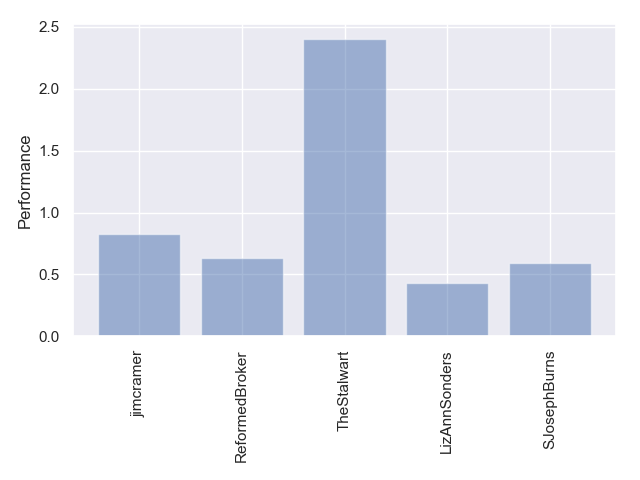 2.5
2.0
1.5
1.0
0.5
0.0
Performance
jimcramer
ReformedBroker
TheStalwart
LizAnnSonders
SJosephBurns